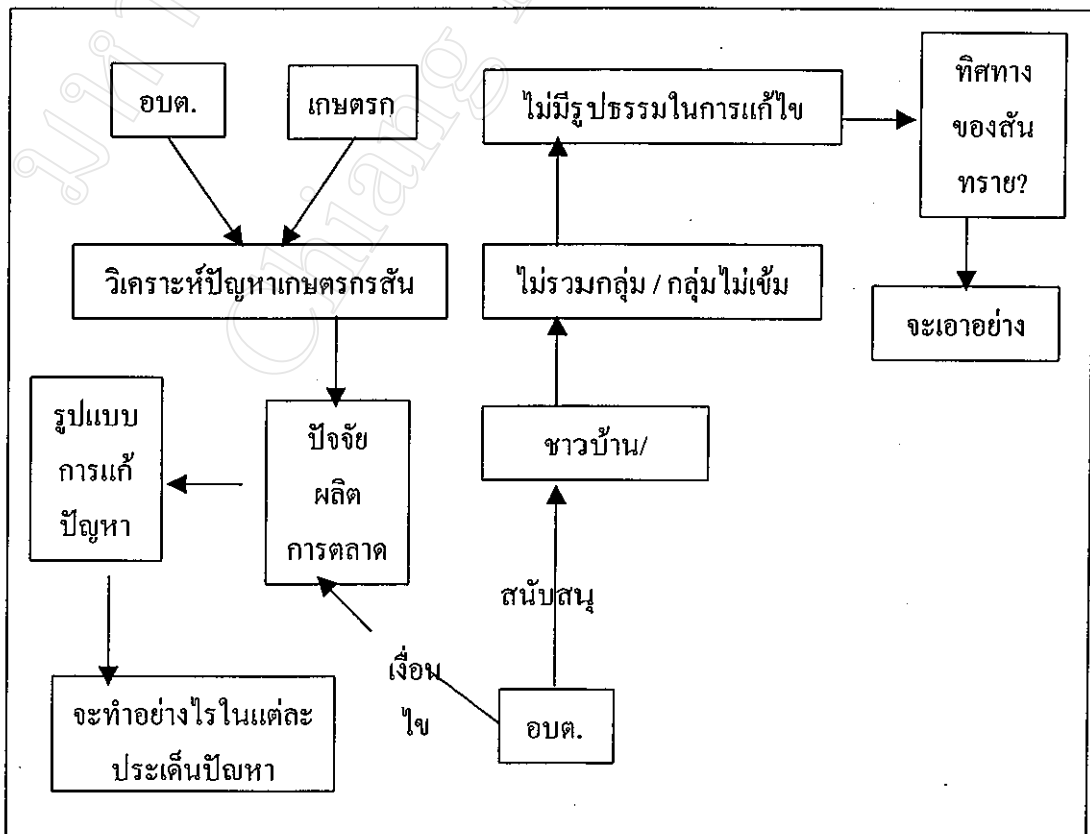 อบต.
เกษตรก
วิเคราะห์ปัญหาเกษตรกรสัน
ปัจจัย
ผลิต
การตลาด
รูปแบบ
การแก้
ปัญหา
จะทำอย่างไรในแต่ละ
ประเด็นปัญหา
เงื่อน
ไข
อบต.
สนับสนุ
ชาวบ้าน/
ไม่รวมกลุ่ม / กลุ่มไม่เข้ม
ไม่มีรูปธรรมในการแก้ไข
ทิศทาง
ของสัน
ทราย?
จะเอาอย่าง
Chiang